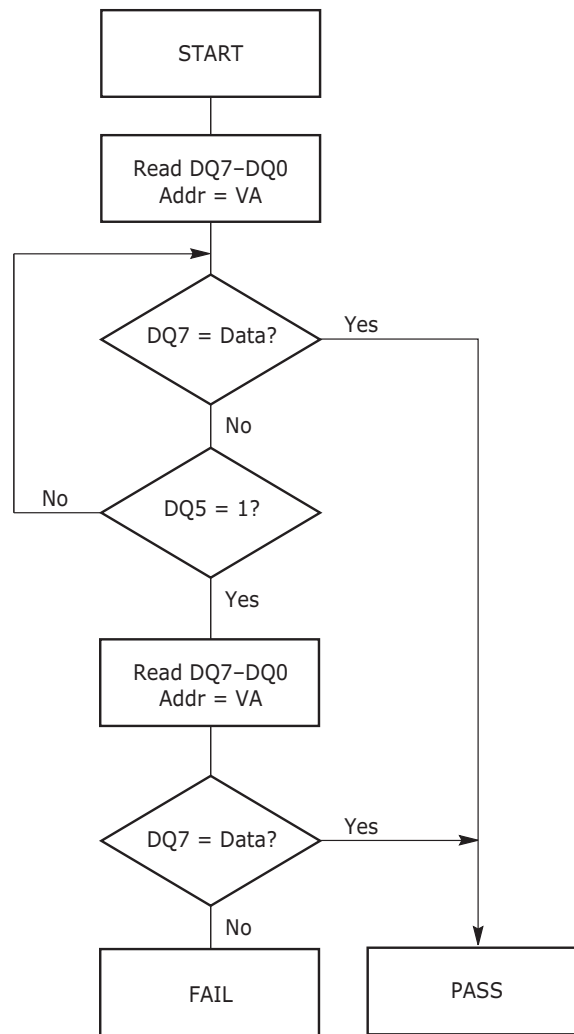 START
Read DQ7–DQ0
Addr = VA
DQ7 = Data?
Yes
No
No
DQ5 = 1?
Yes
Read DQ7–DQ0
Addr = VA
DQ7 = Data?
Yes
No
FAIL
PASS